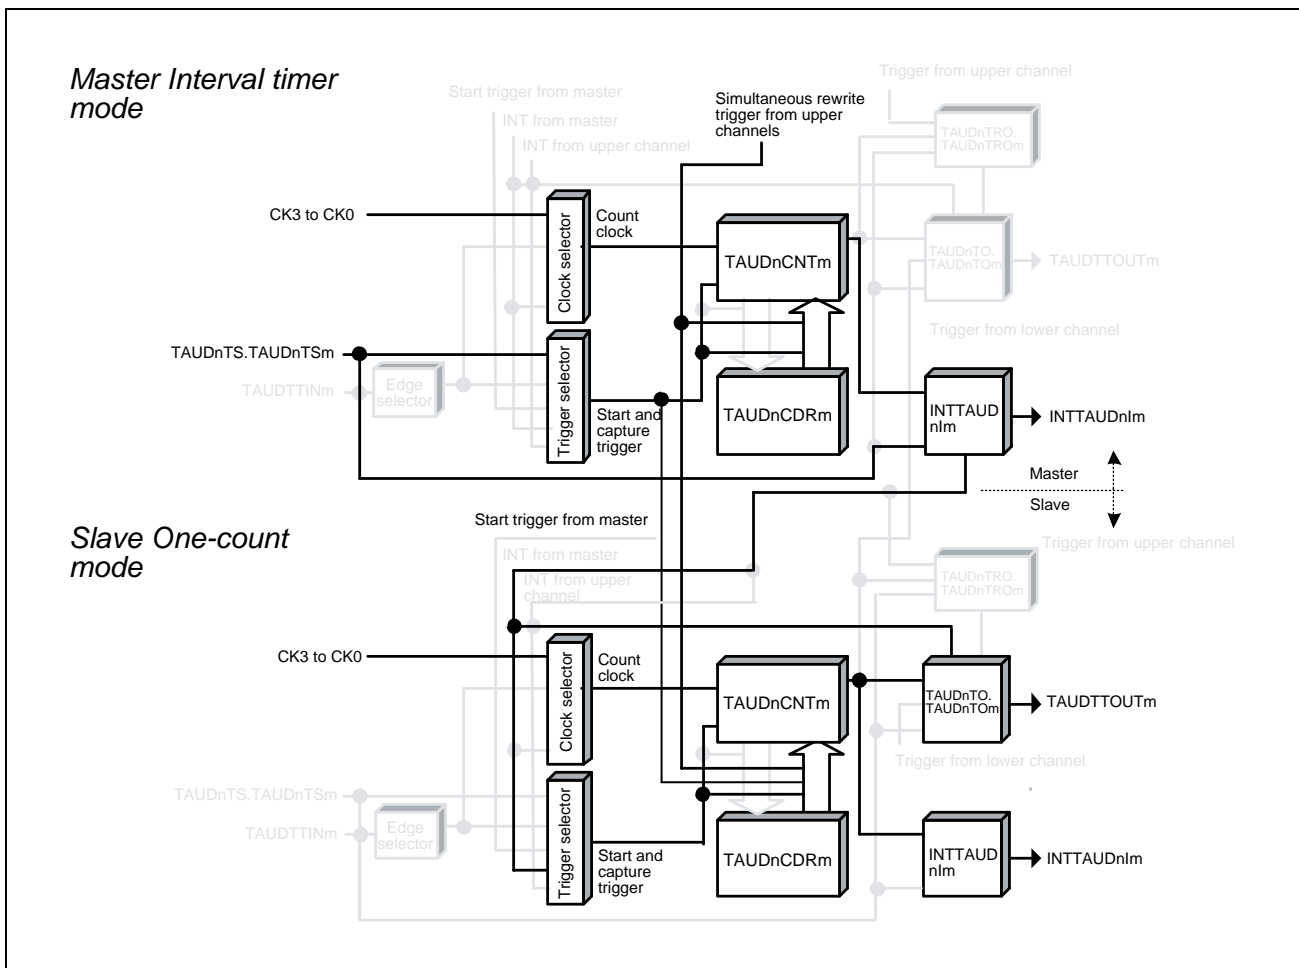 Master Interval timer
mode
Trigger from upper channel
Start trigger from master
Simultaneous rewrite
trigger from upper
channels
INT from master
INT from upper channel
TAUDnTRO.
TAUDnTROm
CK3 to CK0
Clock selector
Count
clock
TAUDnCNTm
TAUDnTO.
TAUDnTOm
TAUDTTOUTm
Trigger from lower channel
TAUDnTS.TAUDnTSm
TAUDTTINm
Edge
selector
Trigger selector
Start and
capture
trigger
TAUDnCDRm
INTTAUD
nIm
INTTAUDnIm
Master
Slave
Slave One-count
mode
Start trigger from master
INT from master
INT from upper
channel
Trigger from upper channel
TAUDnTRO.
TAUDnTROm
CK3 to CK0
Clock selector
Count
clock
TAUDnCNTm
TAUDnTO.
TAUDnTOm
TAUDTTOUTm
Trigger from lower channel
TAUDnTS.TAUDnTSm
TAUDTTINm
Edge
selector
Trigger selector
Start and
capture
trigger
TAUDnCDRm
INTTAUD
nIm
INTTAUDnIm